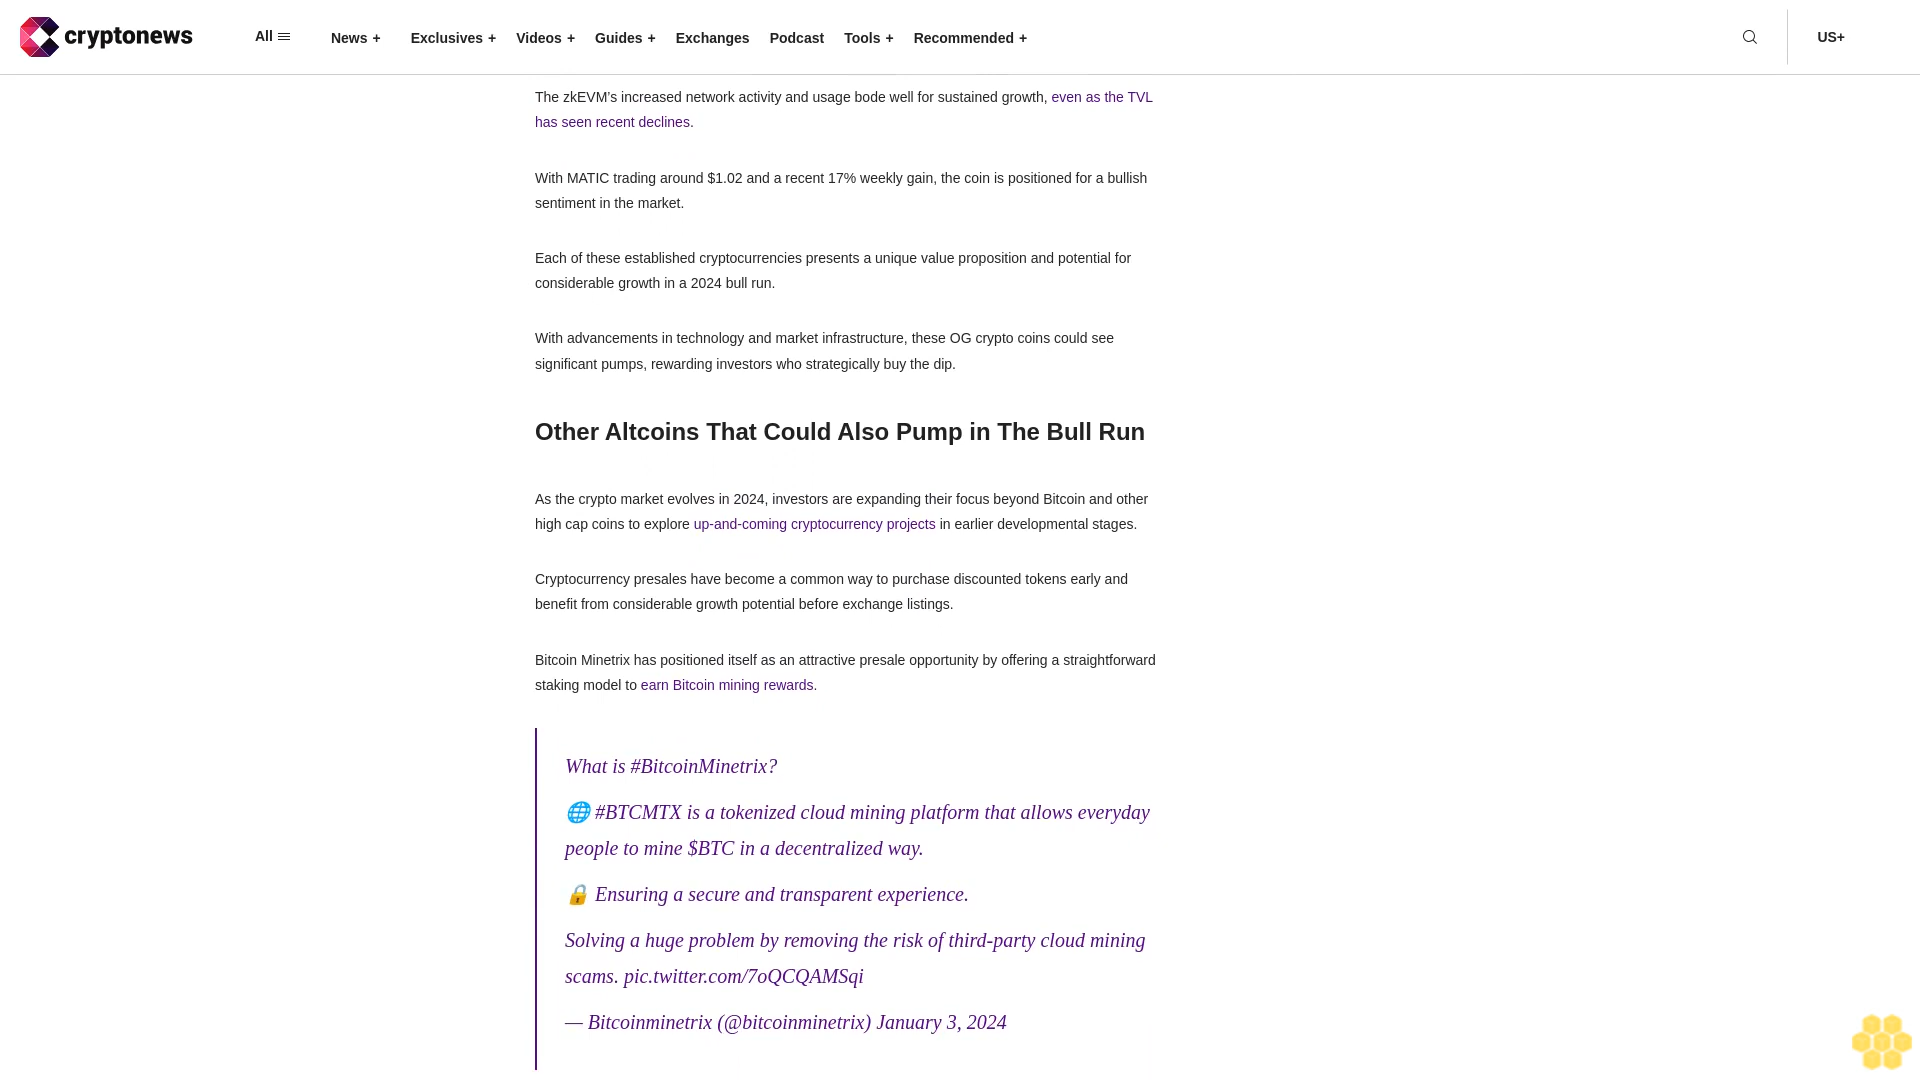 cryptonews
All
News +
Exclusives +
Videos +
Guides +
Exchanges
Podcast
Tools +
Recommended +
US+
The zkEVM’s increased network activity and usage bode well for sustained growth, even as the TVL
has seen recent declines.
With MATIC trading around $1.02 and a recent 17% weekly gain, the coin is positioned for a bullish
sentiment in the market.
Each of these established cryptocurrencies presents a unique value proposition and potential for
considerable growth in a 2024 bull run.
With advancements in technology and market infrastructure, these OG crypto coins could see
significant pumps, rewarding investors who strategically buy the dip.
Other Altcoins That Could Also Pump in The Bull Run
As the crypto market evolves in 2024, investors are expanding their focus beyond Bitcoin and other
high cap coins to explore up-and-coming cryptocurrency projects in earlier developmental stages.
Cryptocurrency presales have become a common way to purchase discounted tokens early and
benefit from considerable growth potential before exchange listings.
Bitcoin Minetrix has positioned itself as an attractive presale opportunity by offering a straightforward
staking model to earn Bitcoin mining rewards.
What is #BitcoinMinetrix?
🌐 #BTCMTX is a tokenized cloud mining platform that allows everyday
people to mine $BTC in a decentralized way.
🔒 Ensuring a secure and transparent experience.
Solving a huge problem by removing the risk of third-party cloud mining
scams. pic.twitter.com/7oQCQAMSqi
— Bitcoinminetrix (@bitcoinminetrix) January 3, 2024